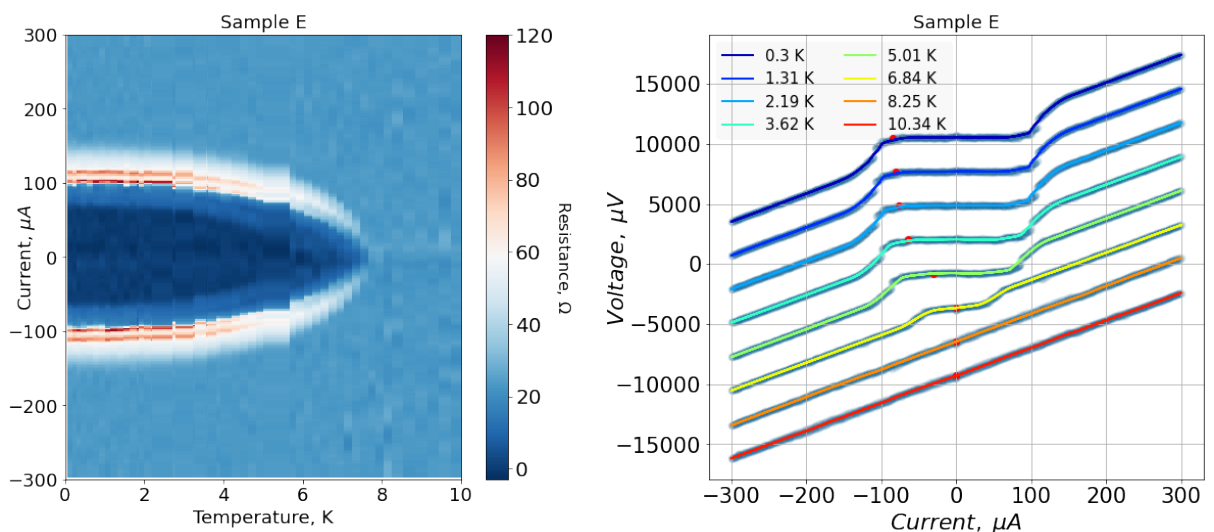 Sample E
300
200
100
0
−100
−200
−300
Current, μA
0 2 4 6 8 10
Temperature, K
120
100
80
60
40
20
0
Resistance, Ω
Sample E
0.3 K 5.01 K
1.31 K 6.84 K
2.19 K 8.25 K
3.62 K 10.34 K
15000
10000
5000
0
−5000
−10000
−15000
Voltage, μV
−300 −200 −100 0 100 200 300
Current, μA